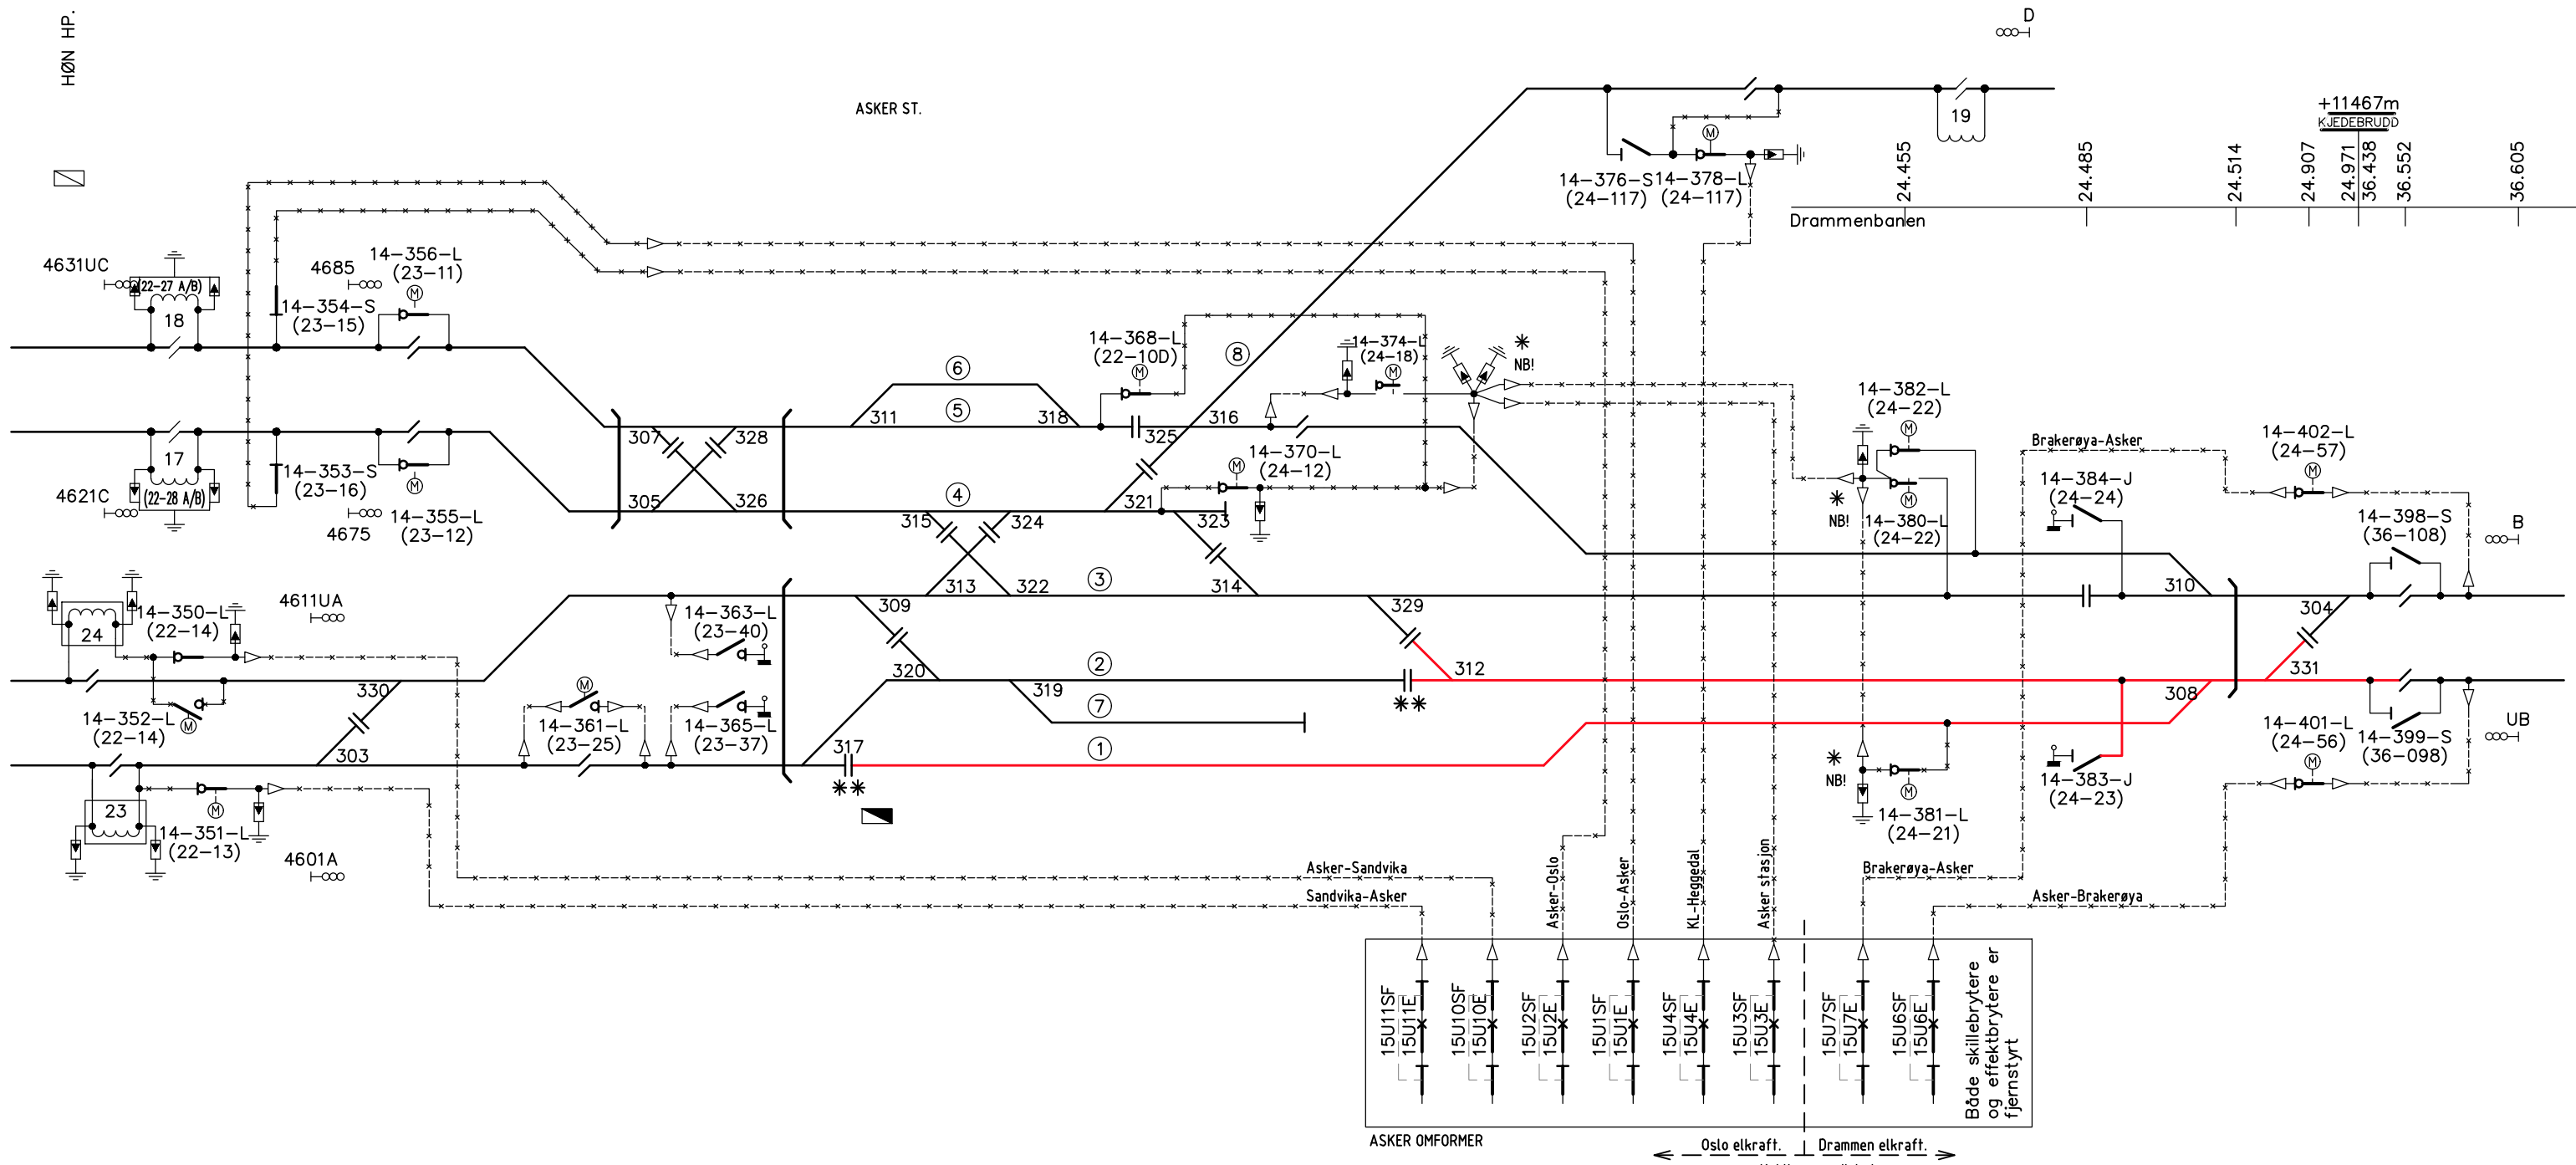 HØN HP.
ASKER ST.
D
+11467m
KJEDEBRUDD
24.455
24.485
24.514
24.907
24.971
36.438
36.552
36.605
Drammenbanen
19
14-376-S
(24-117)
14-378-L
(24-117)
M
4631UC
(22-27 A/B)
18
14-354-S
(23-15)
4685
14-356-L
(23-11)
M
17
(22-28 A/B)
4621C
14-353-S
(23-16)
4675
14-355-L
(23-12)
M
307
328
305
326
311
6
5
318
4
14-368-L
(22-10D)
M
325
316
8
14-374-L
(24-18)
M
*
NB!
14-370-L
(24-12)
M
321
323
315
324
313
322
3
314
329
14-382-L
(24-22)
M
*
NB!
14-380-L
(24-22)
M
Brakerøya-Asker
14-384-J
(24-24)
14-402-L
(24-57)
M
14-398-S
(36-108)
B
310
304
24
14-350-L
(22-14)
4611UA
14-352-L
(22-14)
M
330
303
14-363-L
(23-40)
14-361-L
(23-25)
M
14-365-L
(23-37)
309
320
2
319
7
1
317
**
312
**
308
331
23
14-351-L
(22-13)
M
4601A
*
NB!
14-381-L
(24-21)
M
14-383-J
(24-23)
14-401-L
(24-56)
M
14-399-S
(36-098)
UB
Asker-Sandvika
Sandvika-Asker
Asker-Oslo
Oslo-Asker
KL-Heggedal
Asker stasjon
Brakerøya-Asker
Asker-Brakerøya
15U11SF
15U11E
15U10SF
15U10E
15U2SF
15U2E
15U1SF
15U1E
15U4SF
15U4E
15U3SF
15U3E
15U7SF
15U7E
15U6SF
15U6E
Både skillebrytere
og effektbrytere er
fjernstyrt
ASKER OMFORMER
Oslo elkraft.
Drammen elkraft.